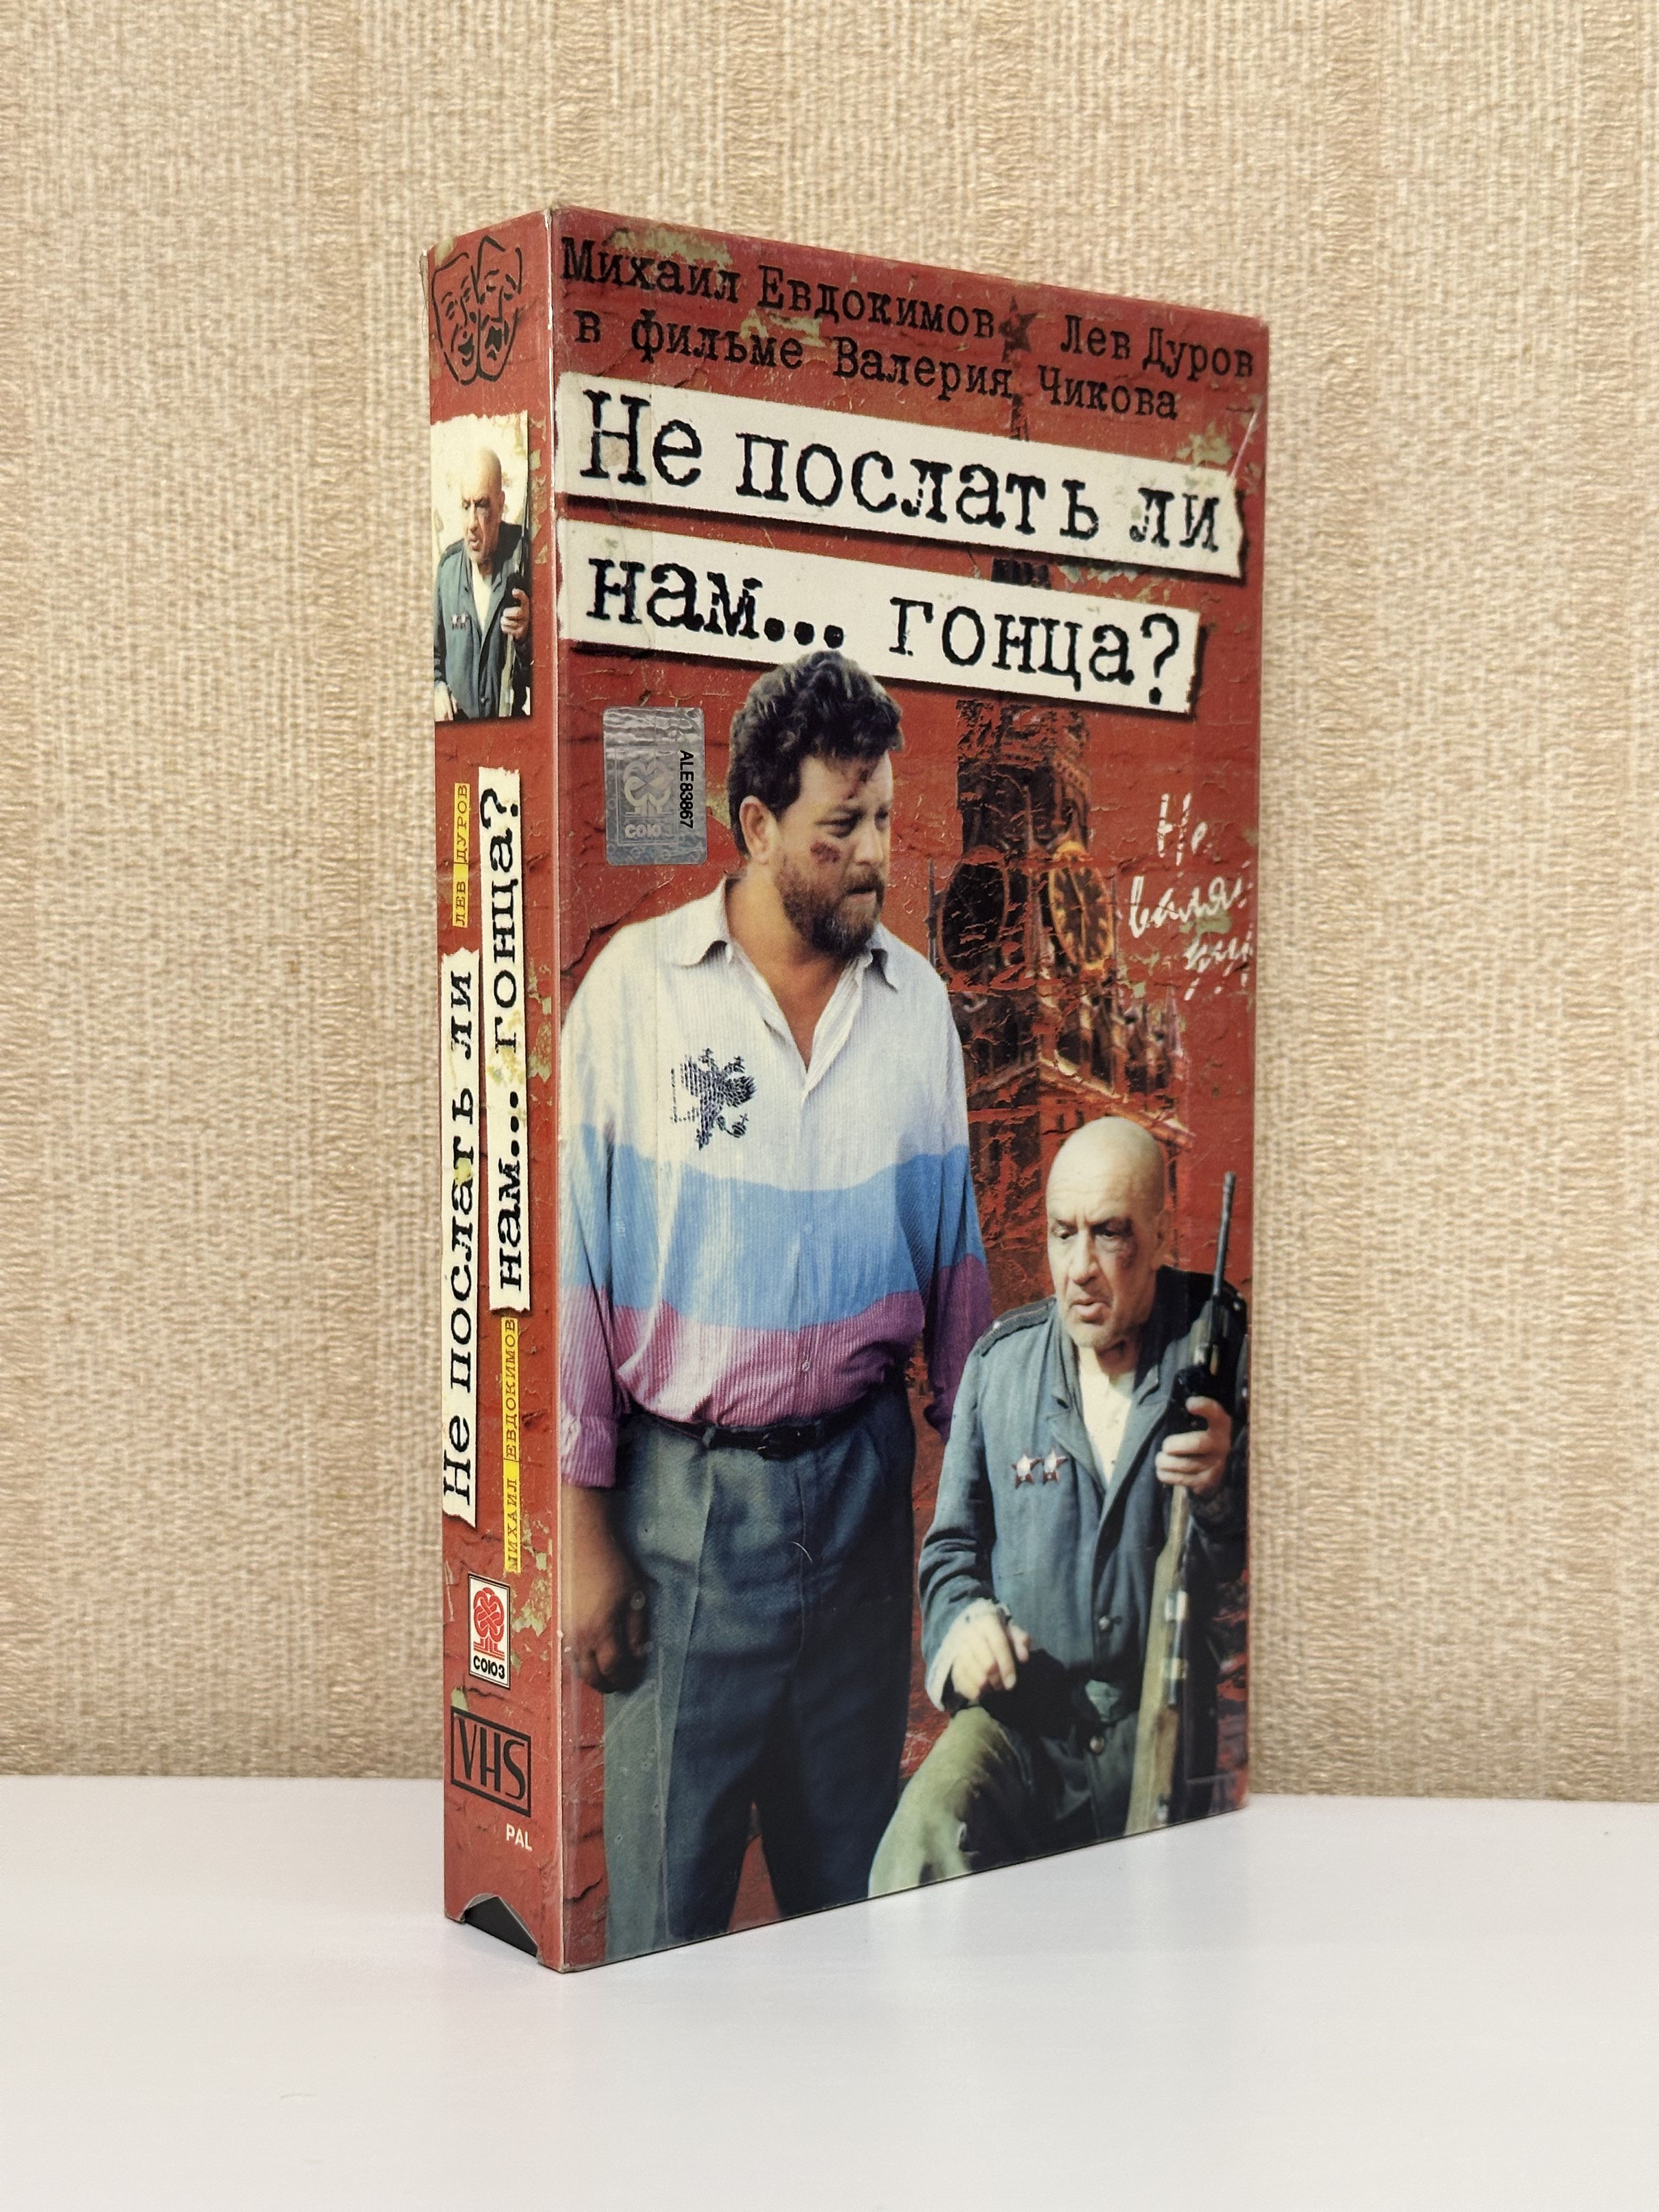 Михаил Евдокимов Лев Дуров
в фильме Валерия Чикова
Не послать ли
нам... гонца?
ALE83867
СОЮЗ
Не
валяй
ЛЕВ ДУРОВ
Не послать ли
нам... гонца?
МИХАИЛ ЕВДОКИМОВ
СОЮЗ
VHS
PAL